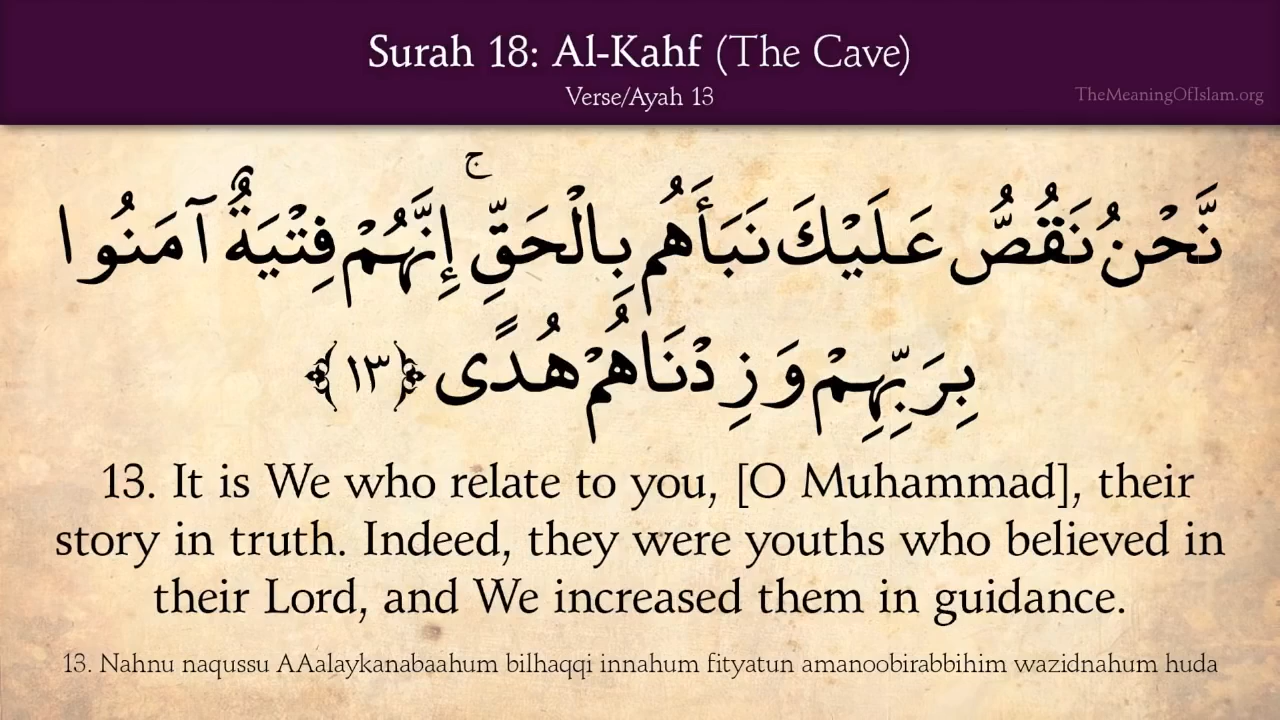 Surah 18: Al-Kahf (The Cave)
Verse/Ayah 13
TheMeaningOfIslam.org
نَّحْنُ نَقُصُّ عَلَيْكَ نَبَأَهُم بِالْحَقِّ ۚ إِنَّهُمْ فِتْيَةٌ آمَنُوا
بِرَبِّهِمْ وَزِدْنَاهُمْ هُدًى ﴿١٣﴾
13. It is We who relate to you, [O Muhammad], their
story in truth. Indeed, they were youths who believed in
their Lord, and We increased them in guidance.
13. Nahnu naqussu AAalaykanabaahum bilhaqqi innahum fityatun amanoobirabbihim wazidnahum huda